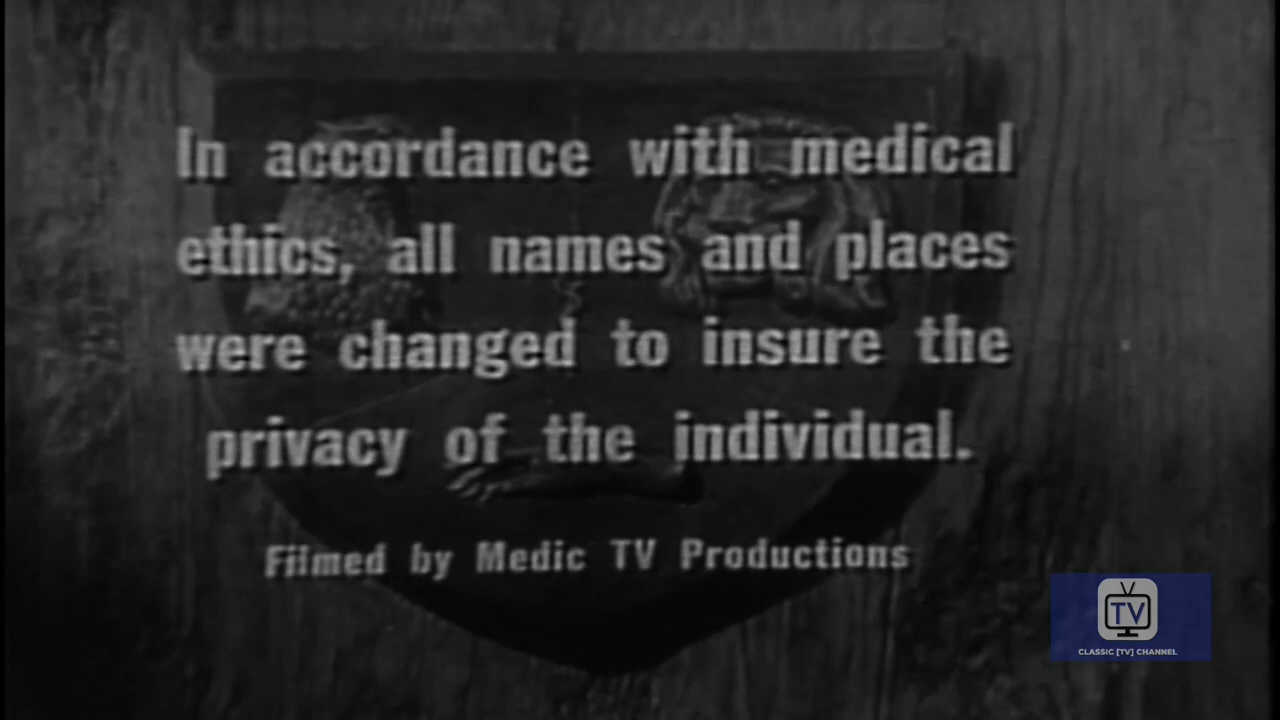 In accordance with medical
ethics, all names and places
were changed to insure the
privacy of the individual.
Filmed by Medic TV Productions
TV
CLASSIC [TV] CHANNEL